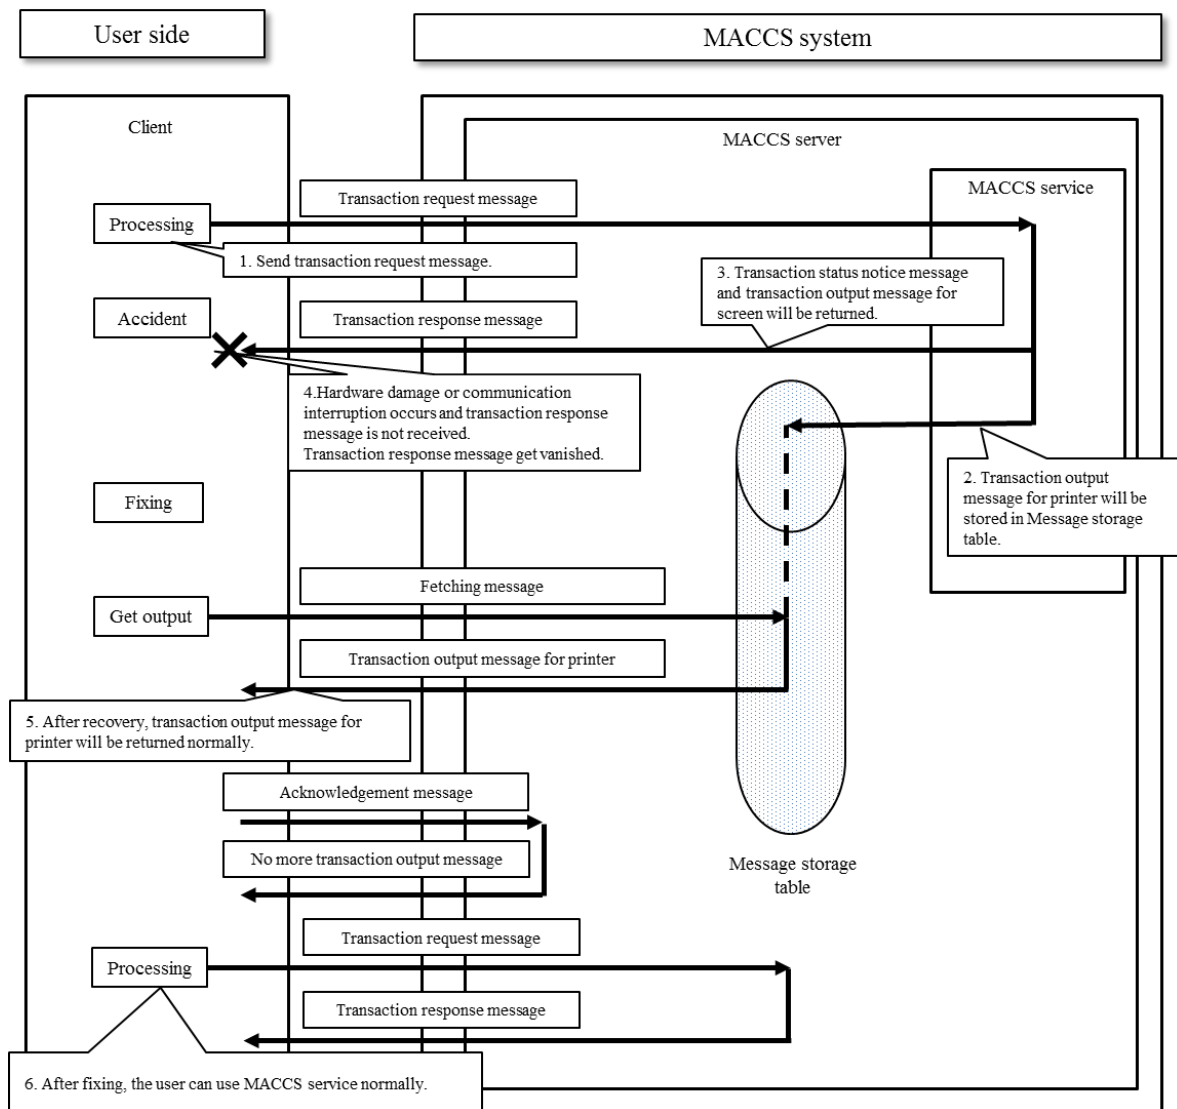 User side
MACCS system
Client
MACCS server
MACCS service
Transaction request message
Processing
1. Send transaction request message.
3. Transaction status notice message
and transaction output message for
screen will be returned.
Accident
Transaction response message
4.Hardware damage or communication
interruption occurs and transaction response
message is not received.
Transaction response message get vanished.
2. Transaction output
message for printer will be
stored in Message storage
table.
Fixing
Fetching message
Get output
Transaction output message for printer
5. After recovery, transaction output message for
printer will be returned normally.
Acknowledgement message
No more transaction output message
Message storage
table
Transaction request message
Processing
Transaction response message
6. After fixing, the user can use MACCS service normally.